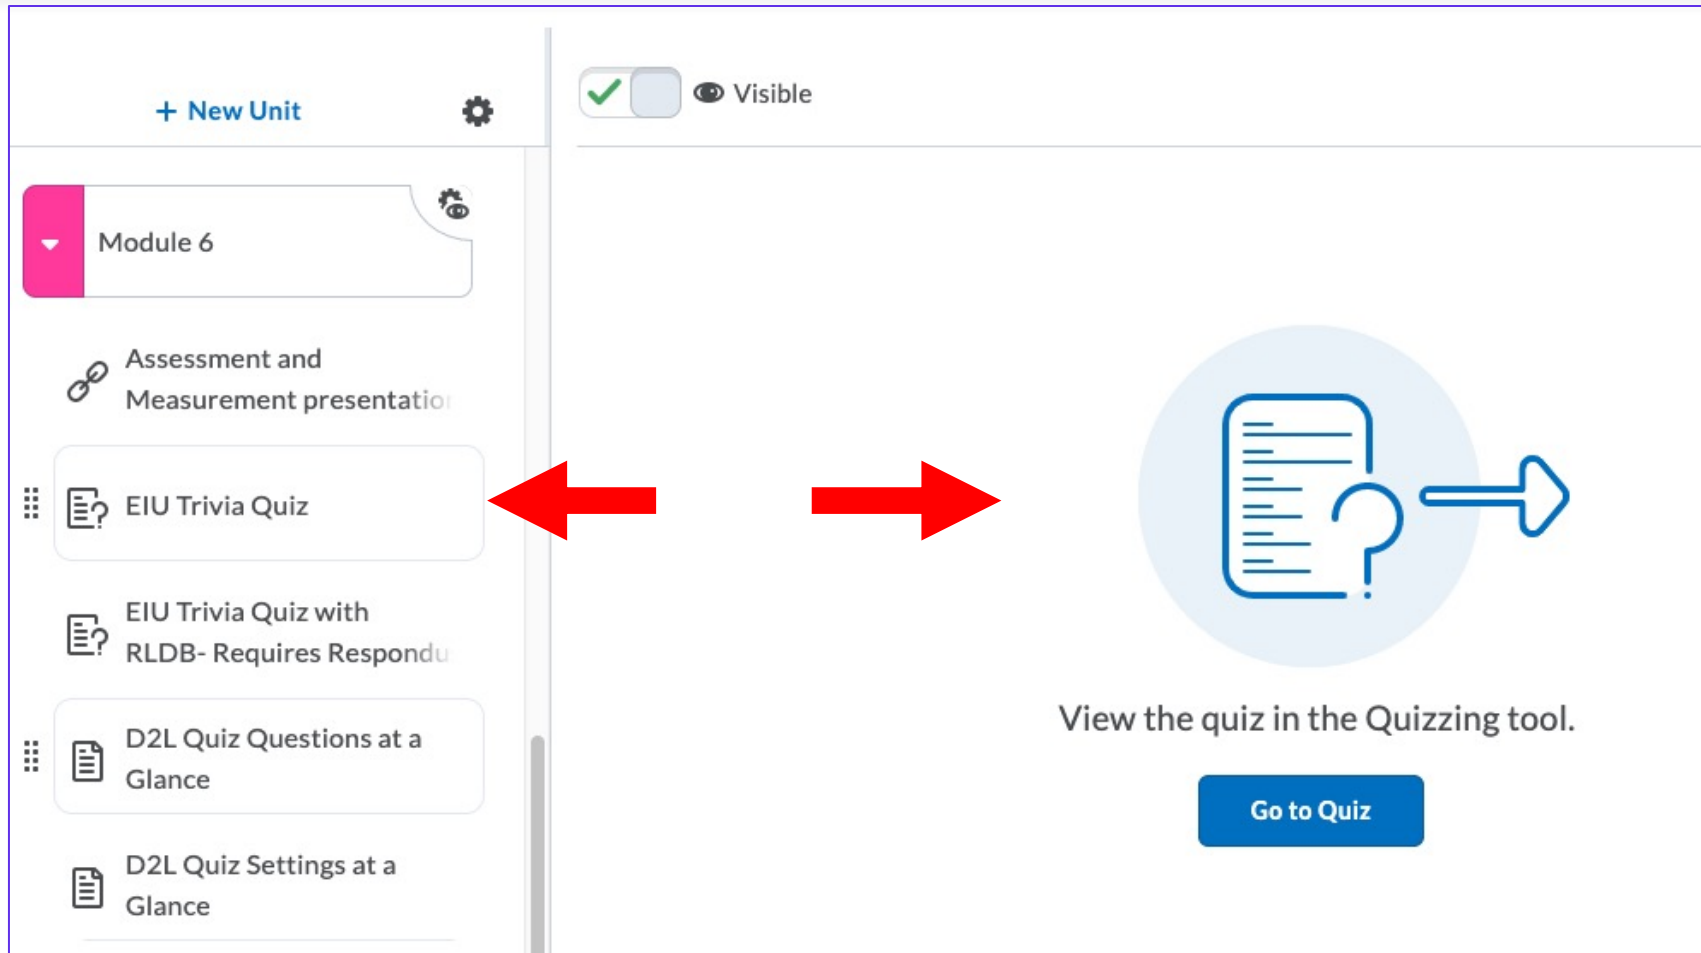 + New Unit
Visible
Module 6
Assessment and
Measurement presentatio
EIU Trivia Quiz
EIU Trivia Quiz with
RLDB- Requires Respondu
D2L Quiz Questions at a
Glance
D2L Quiz Settings at a
Glance
View the quiz in the Quizzing tool.
Go to Quiz